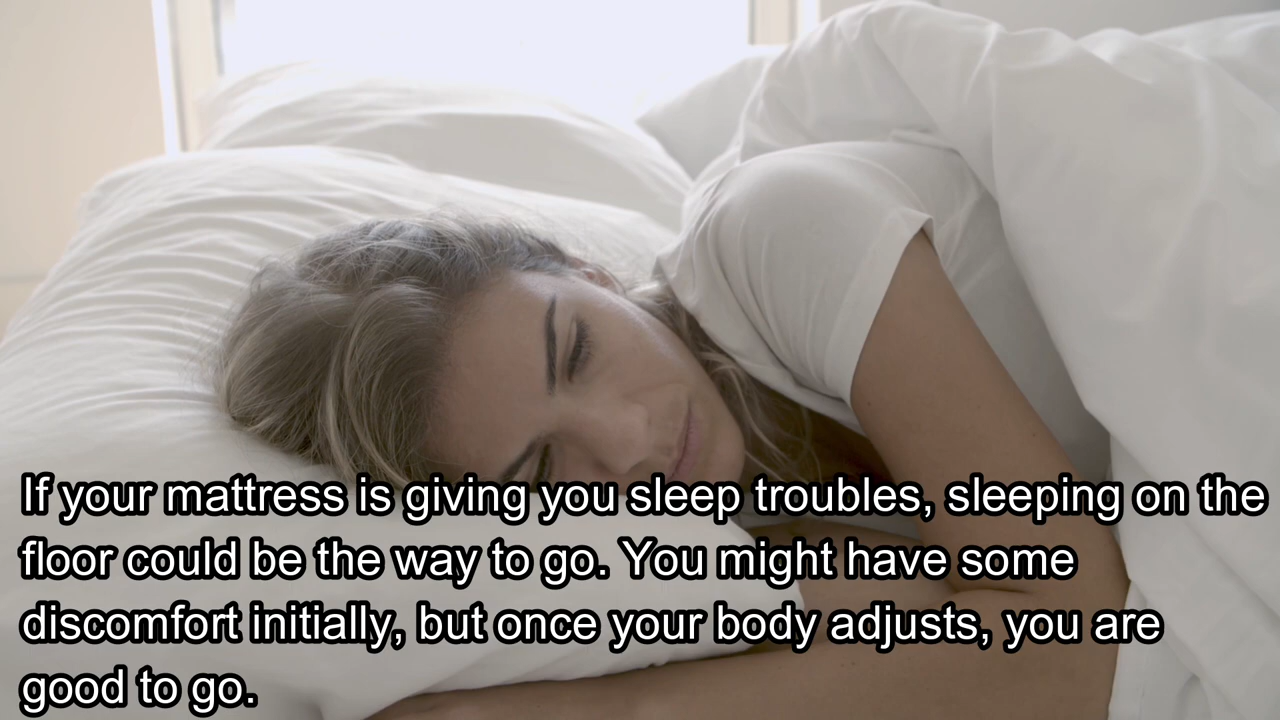 If your mattress is giving you sleep troubles, sleeping on the
floor could be the way to go. You might have some
discomfort initially, but once your body adjusts, you are
good to go.